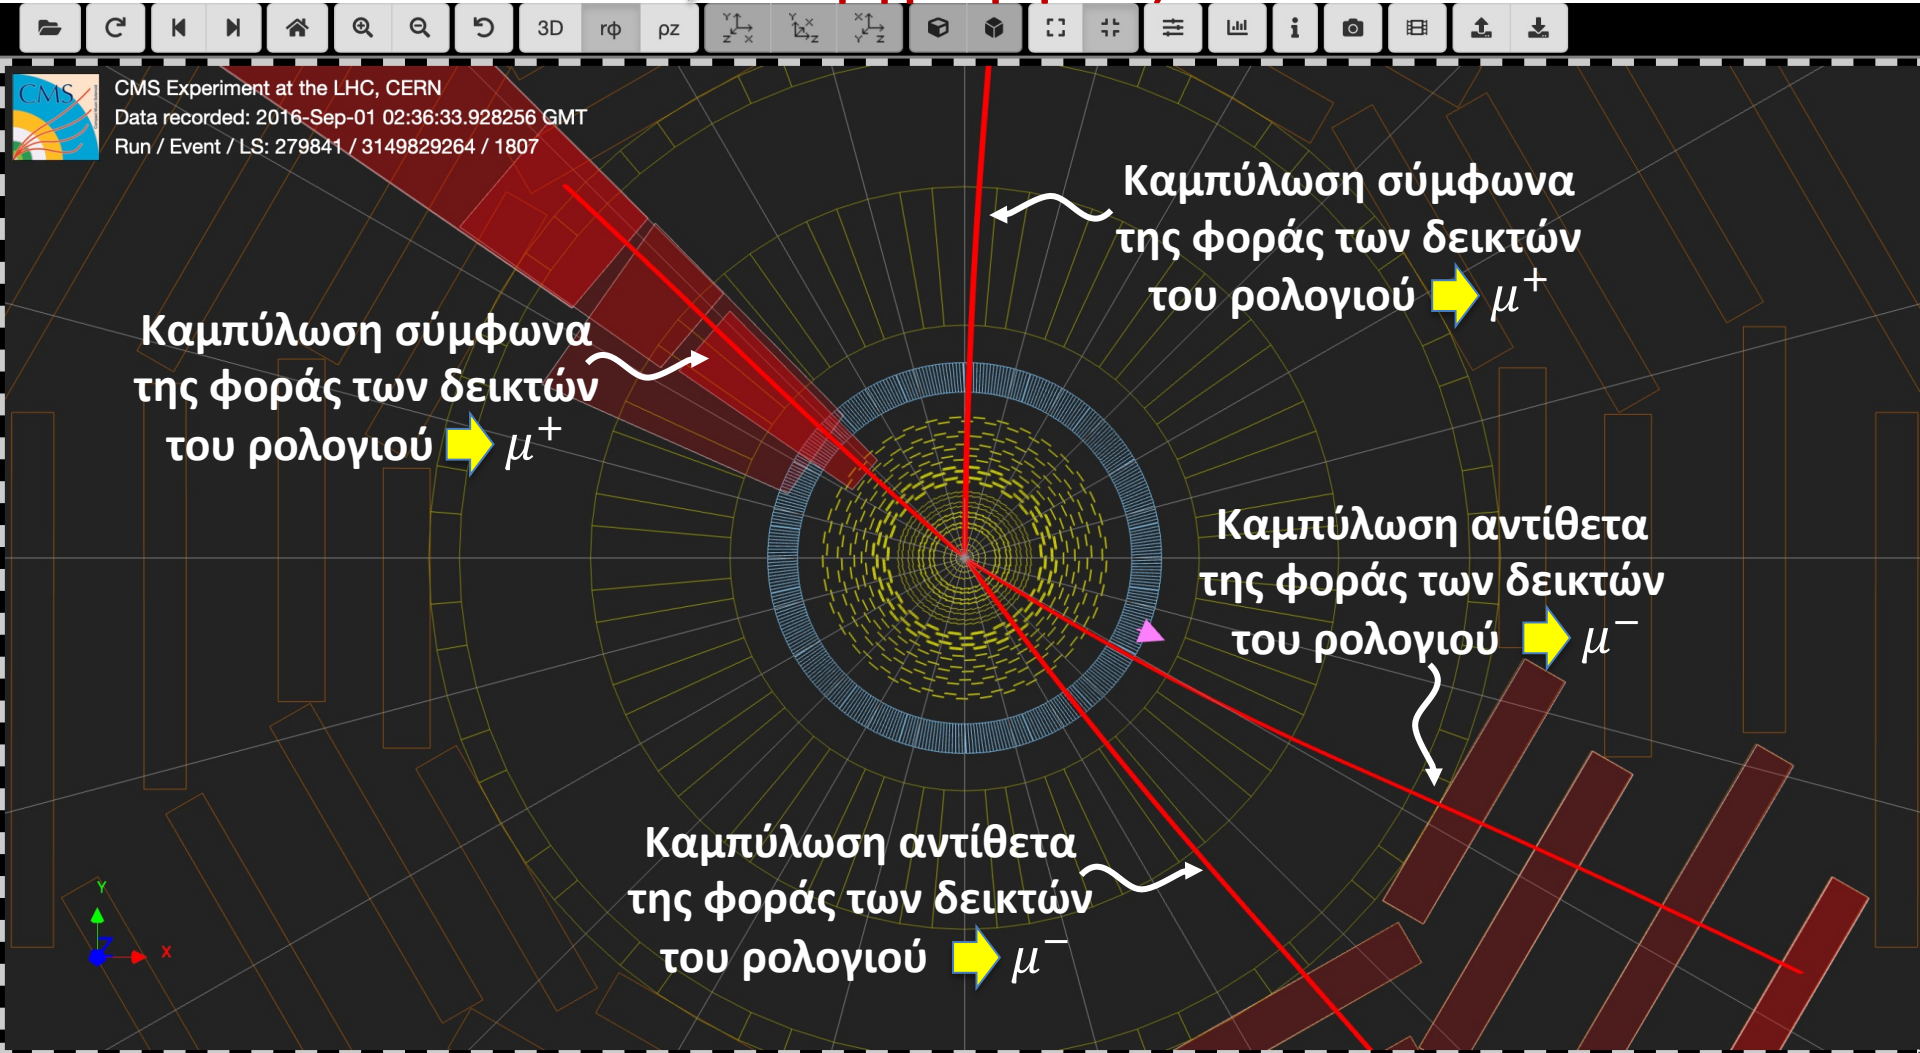 3D
rφ
ρz
CMS
CMS Experiment at the LHC, CERN
Data recorded: 2016-Sep-01 02:36:33.928256 GMT
Run / Event / LS: 279841 / 3149829264 / 1807
Καμπύλωση σύμφωνα
της φοράς των δεικτών
του ρολογιού μ+
Καμπύλωση σύμφωνα
της φοράς των δεικτών
του ρολογιού μ+
Καμπύλωση αντίθετα
της φοράς των δεικτών
του ρολογιού μ−
Καμπύλωση αντίθετα
της φοράς των δεικτών
του ρολογιού μ−
Y
Z
X